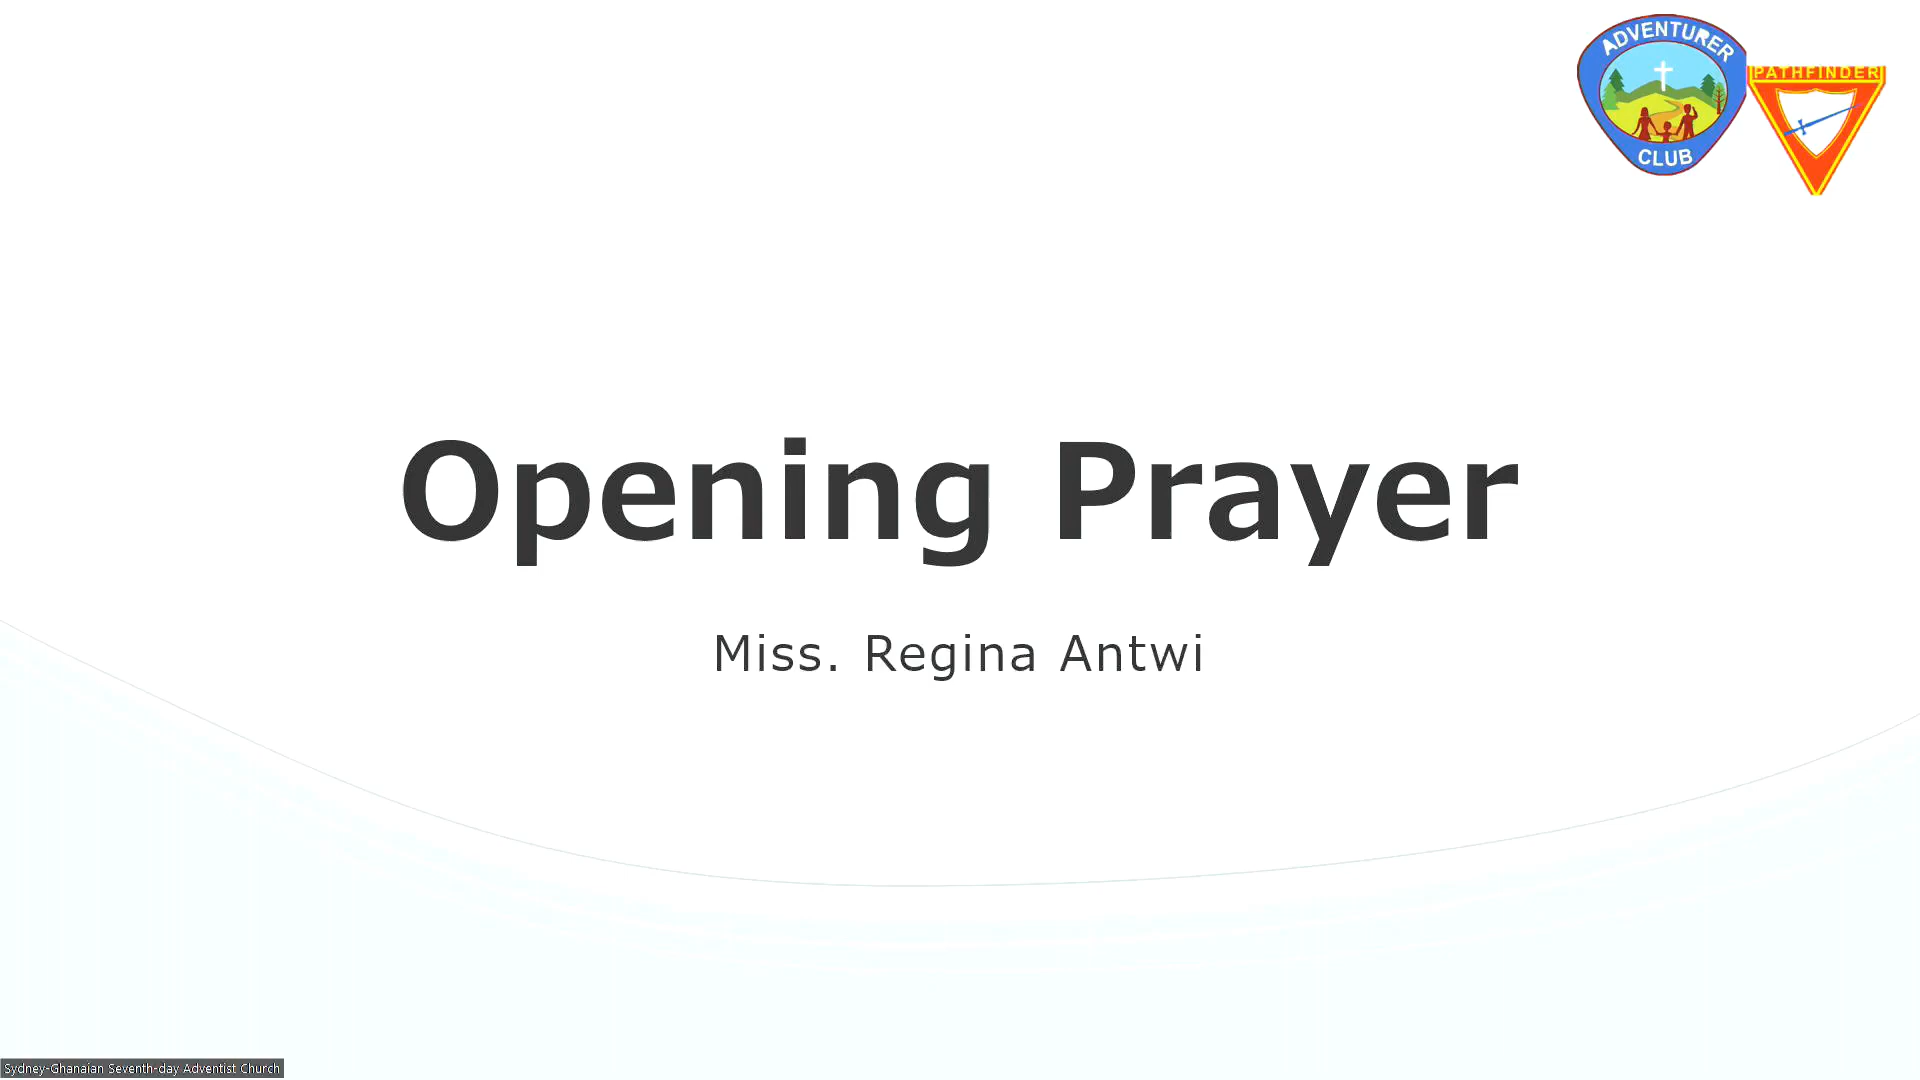 ADVENTURER
CLUB
PATHFINDER
Opening Prayer
Miss. Regina Antwi
Sydney-Ghanaian Seventh-day Adventist Church